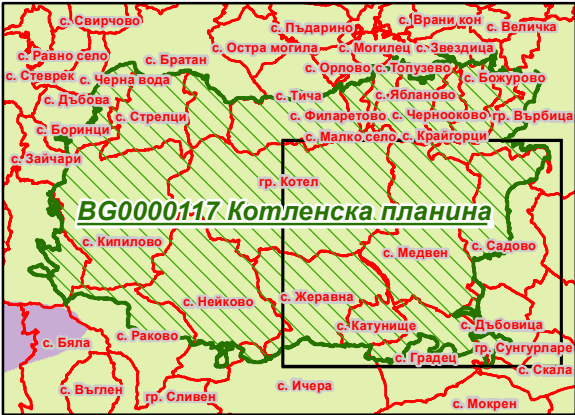 с. Свирчово
с. Пъдарино
с. Врани кон
с. Величка
с. Равно село
с. Братан
с. Остра могила
с. Могилец
с. Звездица
с. Стеврек
с. Черна вода
с. Орлово
с. Топузево
с. Божурово
с. Дъбова
с. Стрелци
с. Тича
с. Ябланово
с. Боринци
с. Филаретово
с. Чернооково
гр. Върбица
с. Зайчари
с. Малко село
с. Крайгорци
гр. Котел
BG0000117 Котленска планина
с. Кипилово
с. Медвен
с. Садово
с. Нейково
с. Жеравна
с. Раково
с. Катунище
с. Дъбовица
с. Бяла
с. Градец
гр. Сунгурларе
с. Скала
с. Въглен
гр. Сливен
с. Ичера
с. Мокрен